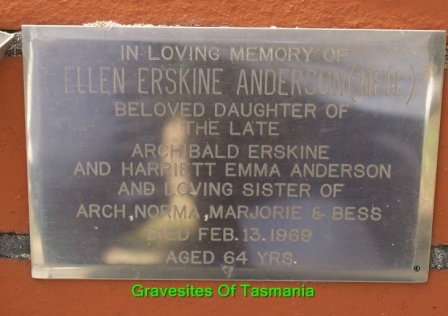 IN LOVING MEMORY OF
ELLEN ERSKINE ANDERSON (NELL)
BELOVED DAUGHTER OF
THE LATE
ARCHIBALD ERSKINE
AND HARRIETT EMMA ANDERSON
AND LOVING SISTER OF
ARCH, NORMA, MARJORIE & BESS
DIED FEB. 13. 1969
AGED 64 YRS.
©
Gravesites Of Tasmania